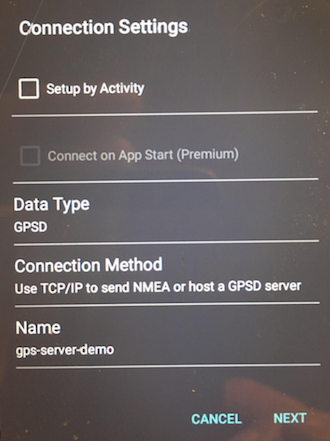 Connection Settings
Setup by Activity
Connect on App Start (Premium)
Data Type
GPSD
Connection Method
Use TCP/IP to send NMEA or host a GPSD server
Name
gps-server-demo
CANCEL NEXT